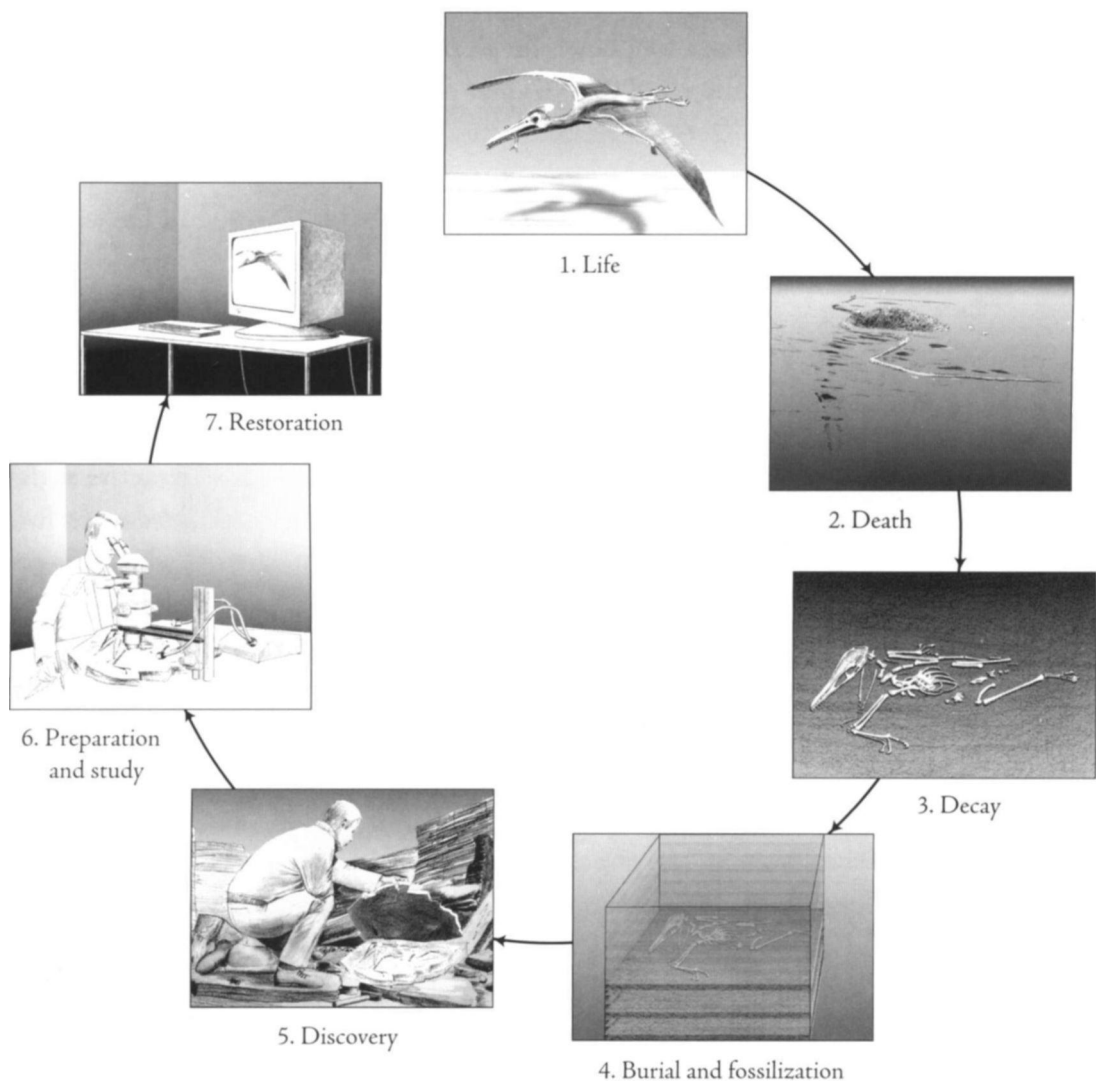 1. Life
2. Death
3. Decay
4. Burial and fossilization
5. Discovery
6. Preparation
and study
7. Restoration